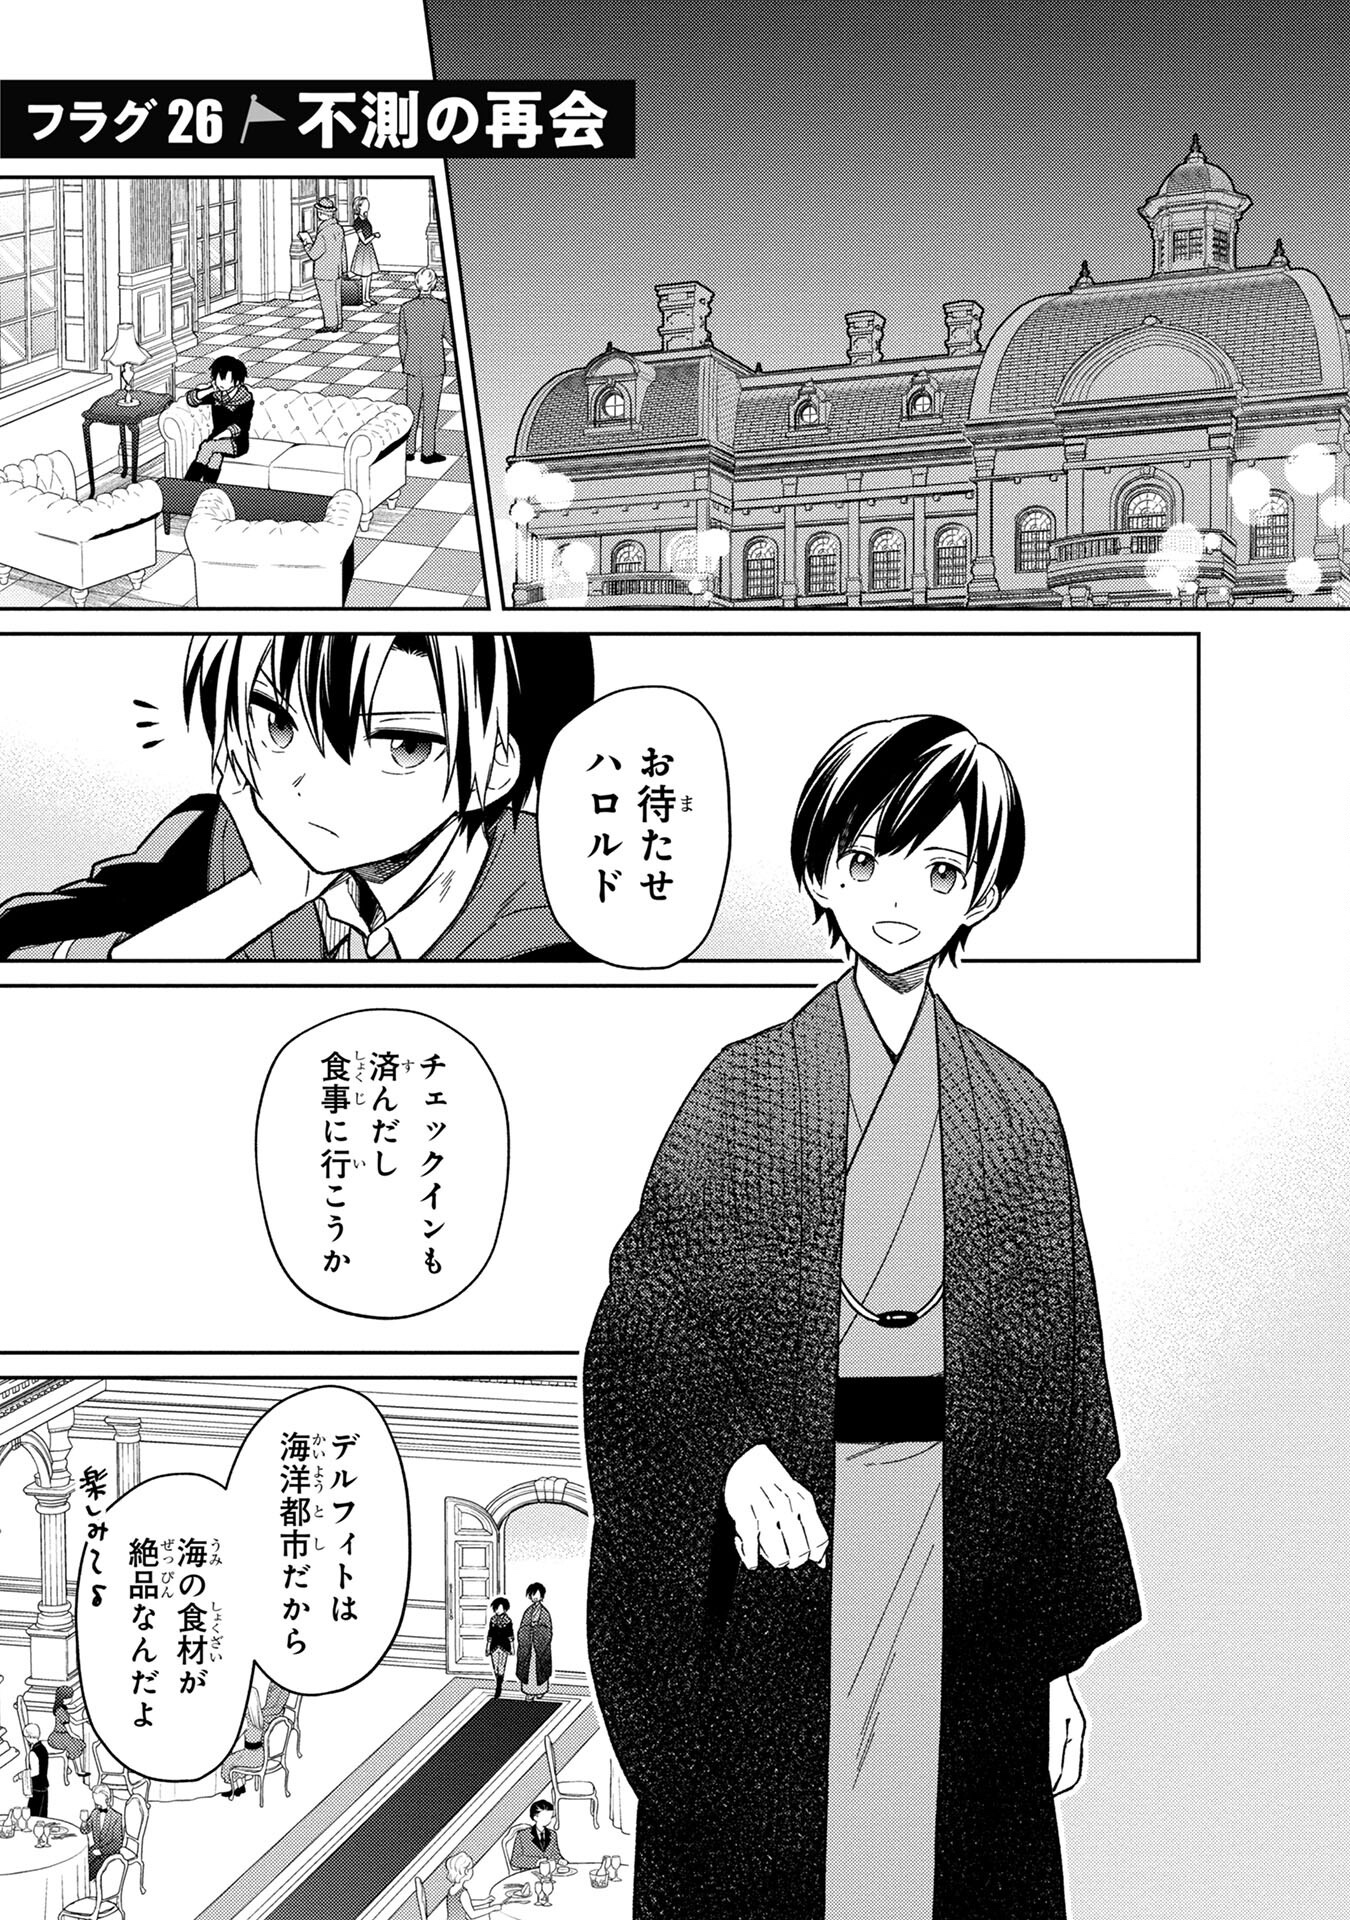 フラグ 26 不測の再会
お待たせ
ハロルド
チェックインも
済んだし
食事に行こうか
デルフィトは
海洋都市だから
海の食材が
絶品なんだよ
楽しみ〜